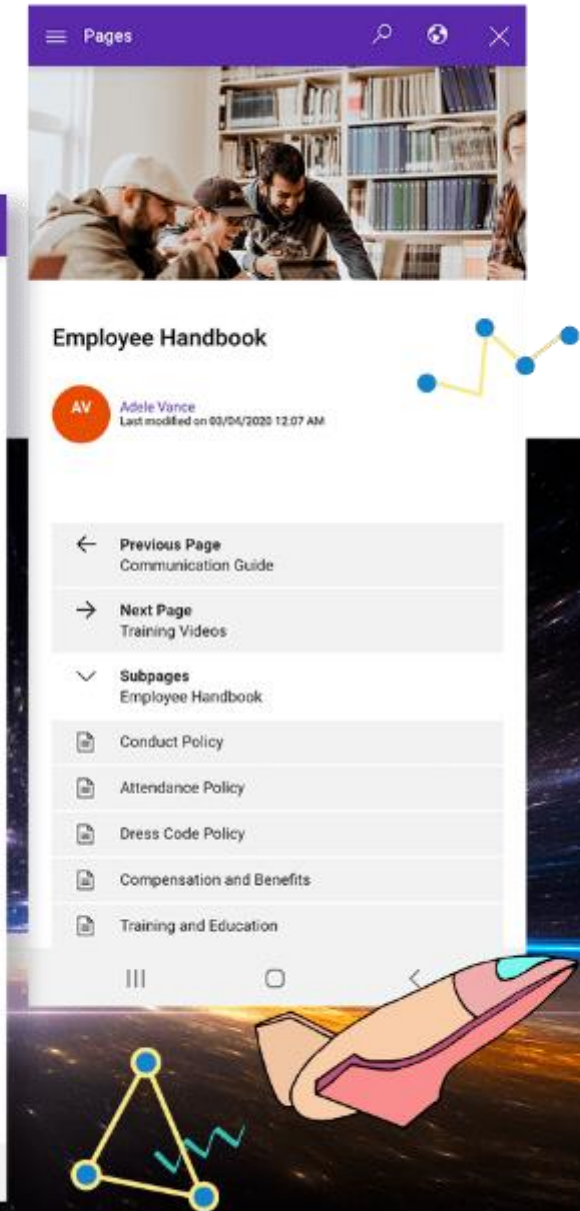 Pages
Employee Handbook
AV
Adele Vance
Last modified on 03/04/2020 12:07 AM
Previous Page
Communication Guide
Next Page
Training Videos
Subpages
Employee Handbook
Conduct Policy
Attendance Policy
Dress Code Policy
Compensation and Benefits
Training and Education